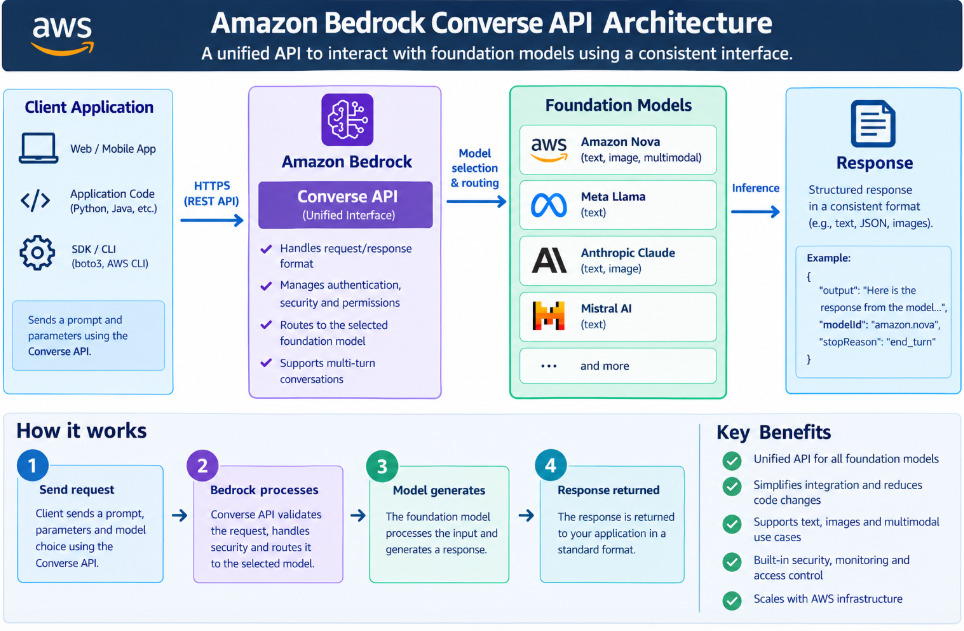 aws
Amazon Bedrock Converse API Architecture
A unified API to interact with foundation models using a consistent interface.
Client Application
Web / Mobile App
</>
Application Code
(Python, Java, etc.)
SDK / CLI
(boto3, AWS CLI)
Sends a prompt and
parameters using the
Converse API.
HTTPS
(REST API)
Amazon Bedrock
Converse API
(Unified Interface)
Handles request/response
format
Manages authentication,
security and permissions
Routes to the selected
foundation model
Supports multi-turn
conversations
Model
selection
& routing
Foundation Models
aws
Amazon Nova
(text, image, multimodal)
Meta Llama
(text)
Anthropic Claude
(text, image)
Mistral AI
(text)
... and more
Inference
Response
Structured response
in a consistent format
(e.g., text, JSON, images).
Example:
{
"output": "Here is the
response from the model...",
"modelId": "amazon.nova",
"stopReason": "end_turn"
}
How it works
1
Send request
Client sends a prompt,
parameters and model
choice using the
Converse API.
2
Bedrock processes
Converse API validates
the request, handles
security and routes it
to the selected model.
3
Model generates
The foundation model
processes the input and
generates a response.
4
Response returned
The response is returned
to your application in a
standard format.
Key Benefits
Unified API for all foundation models
Simplifies integration and reduces
code changes
Supports text, images and multimodal
use cases
Built-in security, monitoring and
access control
Scales with AWS infrastructure